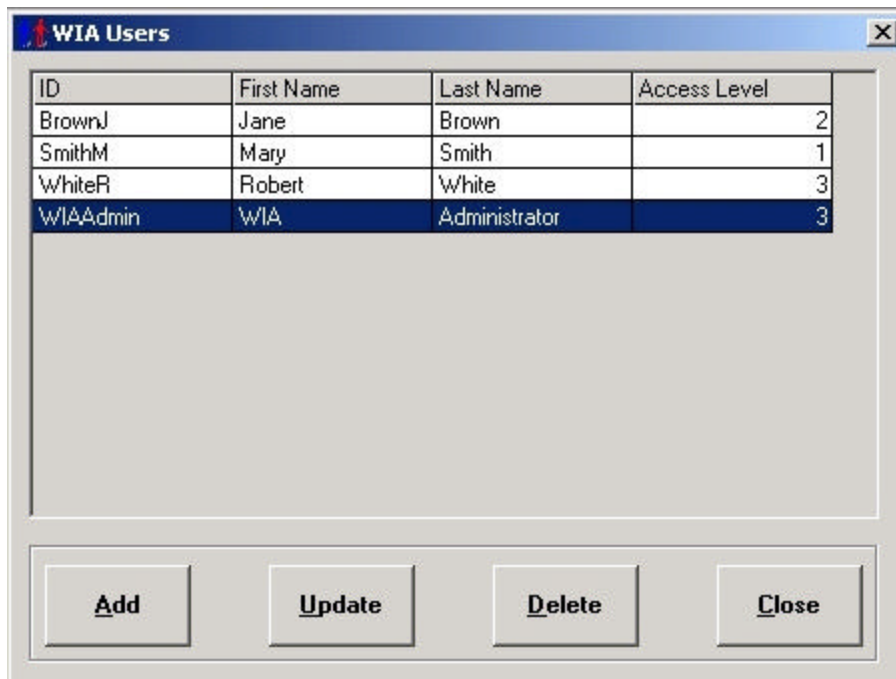 WIA Users
ID First Name Last Name Access Level
BrownJ Jane Brown 2
SmithM Mary Smith 1
WhiteR Robert White 3
WIAAdmin WIA Administrator 3
Add Update Delete Close